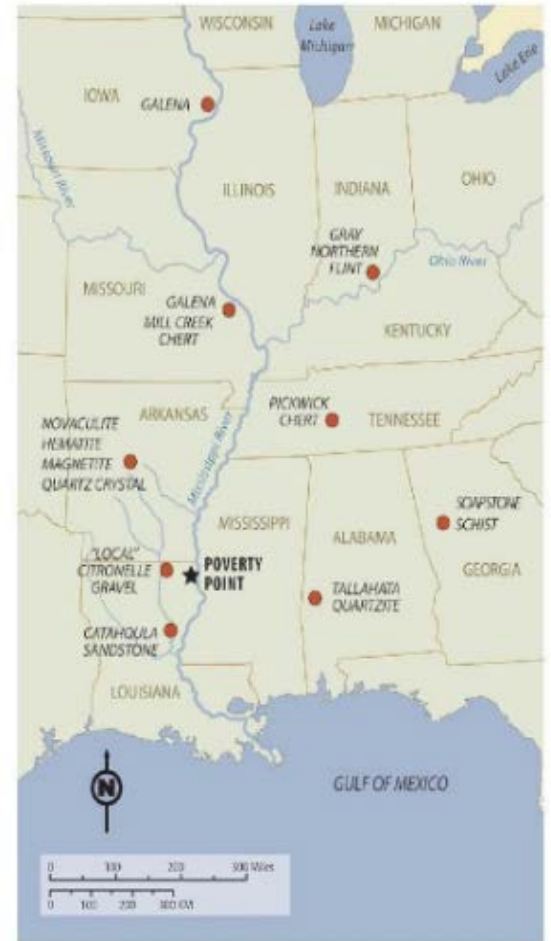 WISCONSIN
Lake
Michigan
MICHIGAN
Lake Erie
IOWA
GALENA
Missouri River
ILLINOIS
INDIANA
OHIO
GRAY
NORTHERN
FLINT
Ohio River
MISSOURI
GALENA
MILL CREEK
CHERT
KENTUCKY
ARKANSAS
Mississippi River
PICKWICK
CHERT
TENNESSEE
NOVACULITE
HEMATITE
MAGNETITE
QUARTZ CRYSTAL
MISSISSIPPI
ALABAMA
SOAPSTONE
SCHIST
GEORGIA
"LOCAL"
CITRONELLE
GRAVEL
POVERTY
POINT
TALLAHATA
QUARTZITE
CATAHOULA
SANDSTONE
LOUISIANA
N
GULF OF MEXICO
0 100 200 300 Miles
0 100 200 300 KM